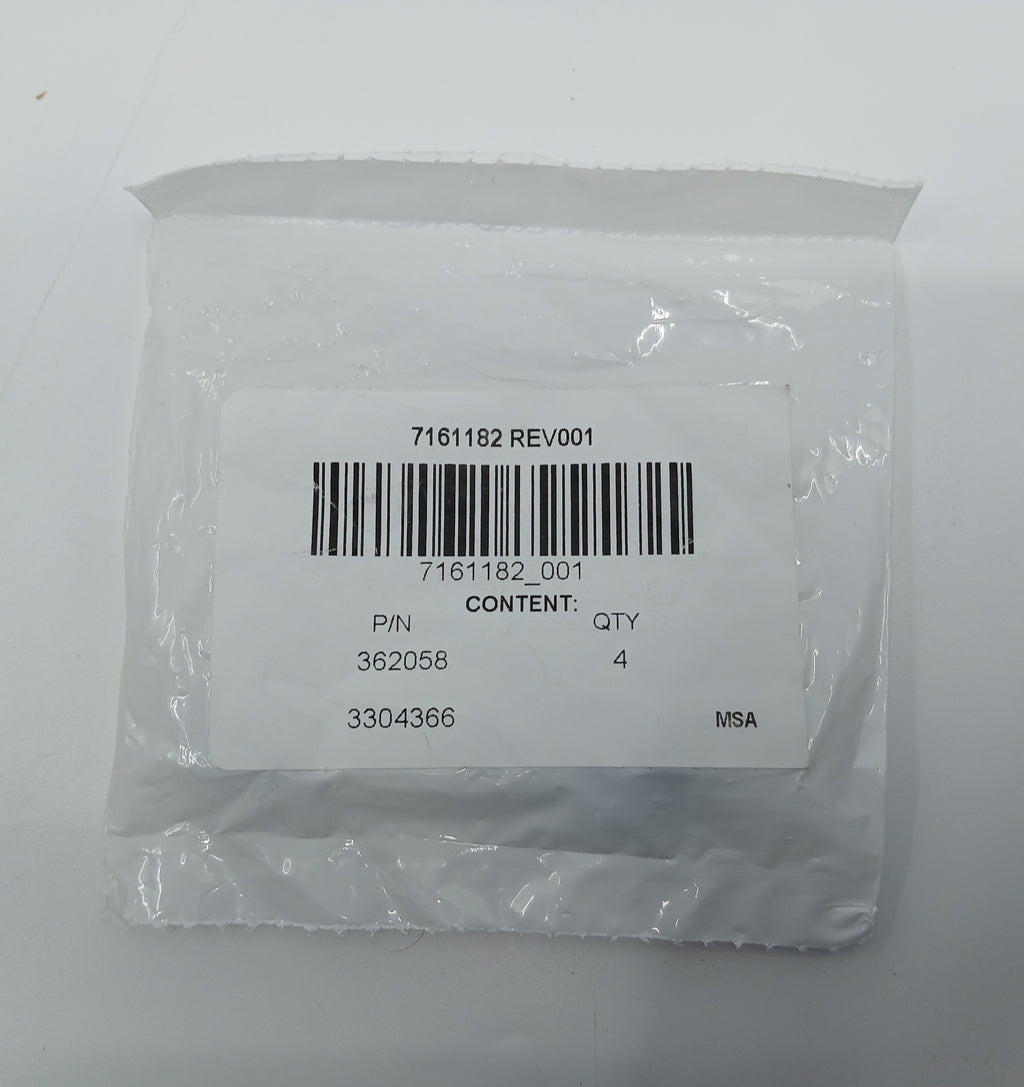 7161182 REV001
7161182_001
CONTENT:
P/N QTY
362058 4
3304366 MSA